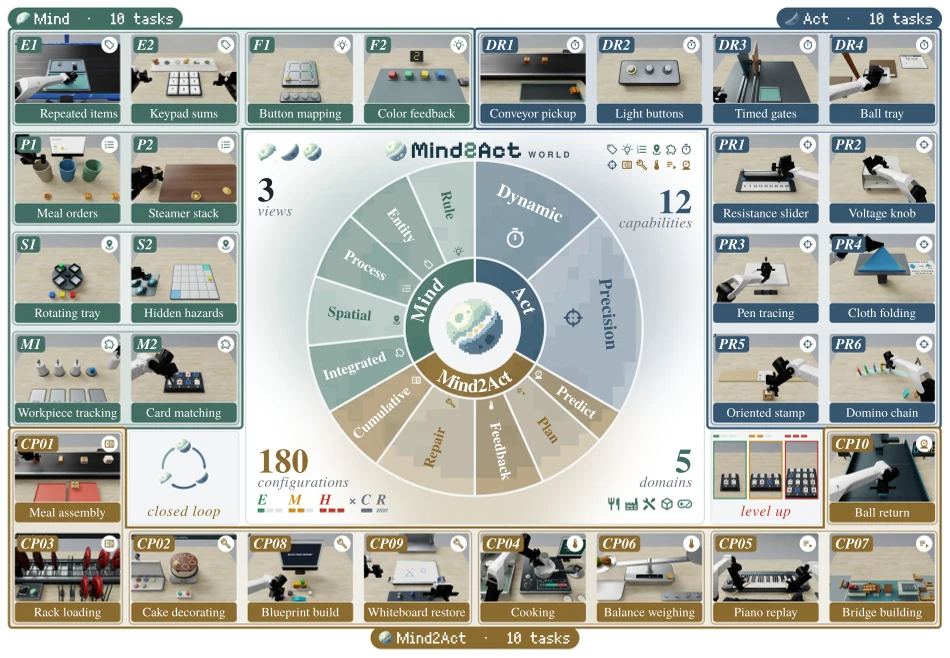 Mind · 10 tasks
Act · 10 tasks
E1
E2
F1
F2
DR1
DR2
DR3
DR4
Repeated items
Keypad sums
Button mapping
Color feedback
Conveyor pickup
Light buttons
Timed gates
Ball tray
P1
P2
Meal orders
Steamer stack
PR1
PR2
Resistance slider
Voltage knob
S1
S2
Rotating tray
Hidden hazards
PR3
PR4
Pen tracing
Cloth folding
M1
M2
Workpiece tracking
Card matching
PR5
PR6
Oriented stamp
Domino chain
Mind2Act WORLD
3
views
12
capabilities
Rule
Entity
Process
Spatial
Integrated
Dynamic
Precision
Mind
Act
Mind2Act
Cumulative
Repair
Feedback
Plan
Predict
180
configurations
E M H × C R
5
domains
CP01
Meal assembly
closed loop
level up
CP10
Ball return
CP03
CP02
CP08
CP09
CP04
CP06
CP05
CP07
Rack loading
Cake decorating
Blueprint build
Whiteboard restore
Cooking
Balance weighing
Piano replay
Bridge building
Mind2Act · 10 tasks